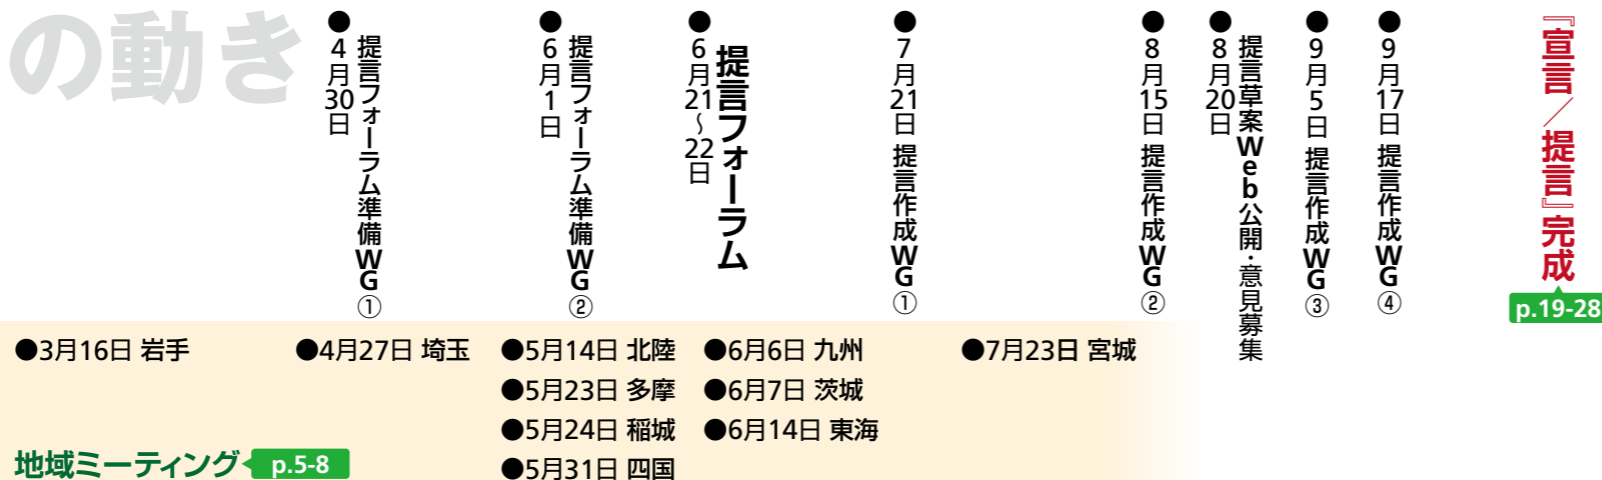 の動き
●4月30日
提言フォーラム準備WG①
●6月1日
提言フォーラム準備WG②
●6月21～22日
提言フォーラム
●7月21日 提言作成WG①
●8月15日 提言作成WG②
●8月20日
提言草案Web公開・意見募集
●9月5日 提言作成WG③
●9月17日 提言作成WG④
『宣言／提言』完成
p.19-28
●3月16日 岩手
●4月27日 埼玉
●5月14日 北陸
●5月23日 多摩
●5月24日 稲城
●5月31日 四国
●6月6日 九州
●6月7日 茨城
●6月14日 東海
●7月23日 宮城
地域ミーティング
p.5-8